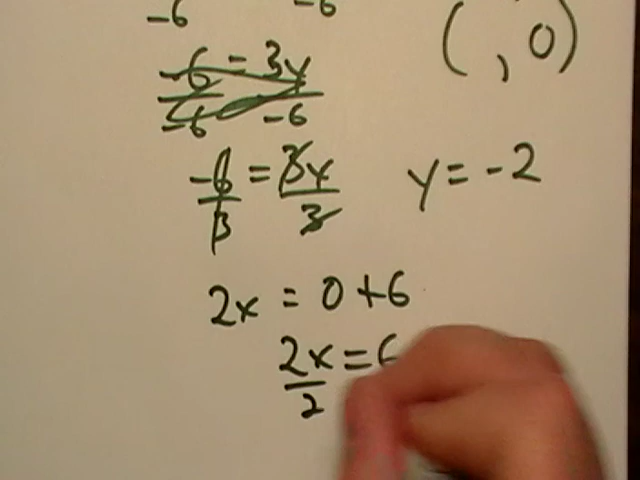 -6 -6
( , 0)
-6 = 3y
-6 -6
-6 = 3y
3 3
y = -2
2x = 0 + 6
2x = 6
2